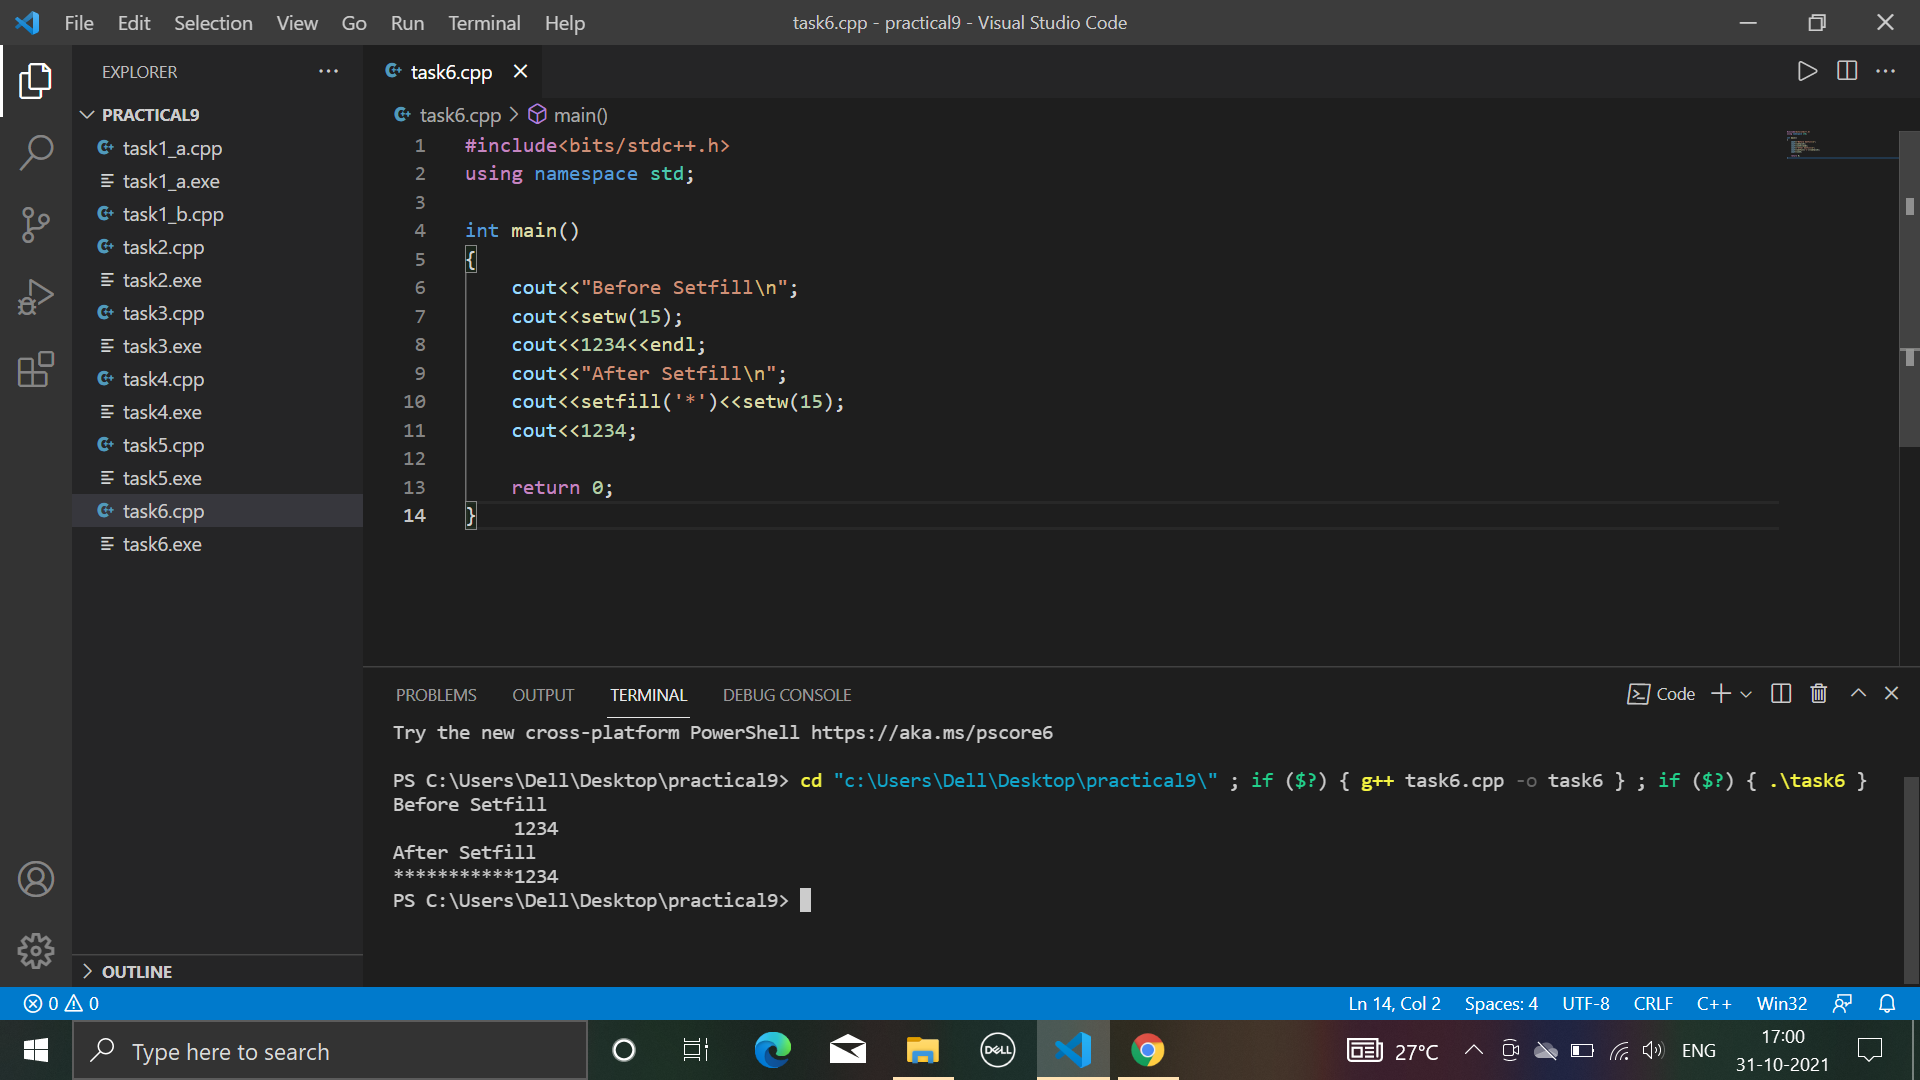 File Edit Selection View Go Run Terminal Help
task6.cpp - practical9 - Visual Studio Code
EXPLORER
PRACTICAL9
task1_a.cpp
task1_a.exe
task1_b.cpp
task2.cpp
task2.exe
task3.cpp
task3.exe
task4.cpp
task4.exe
task5.cpp
task5.exe
task6.cpp
task6.exe
OUTLINE
task6.cpp
task6.cpp > main()
1 #include<bits/stdc++.h>
2 using namespace std;
3
4 int main()
5 {
6 cout<<"Before Setfill\n";
7 cout<<setw(15);
8 cout<<1234<<endl;
9 cout<<"After Setfill\n";
10 cout<<setfill('*')<<setw(15);
11 cout<<1234;
12
13 return 0;
14 }
PROBLEMS OUTPUT TERMINAL DEBUG CONSOLE
Code
Try the new cross-platform PowerShell https://aka.ms/pscore6
PS C:\Users\Dell\Desktop\practical9> cd "c:\Users\Dell\Desktop\practical9\" ; if ($?) { g++ task6.cpp -o task6 } ; if ($?) { .\task6 }
Before Setfill
           1234
After Setfill
***********1234
PS C:\Users\Dell\Desktop\practical9>
0 0
Ln 14, Col 2 Spaces: 4 UTF-8 CRLF C++ Win32
Type here to search
DELL
27°C
ENG
17:00
31-10-2021